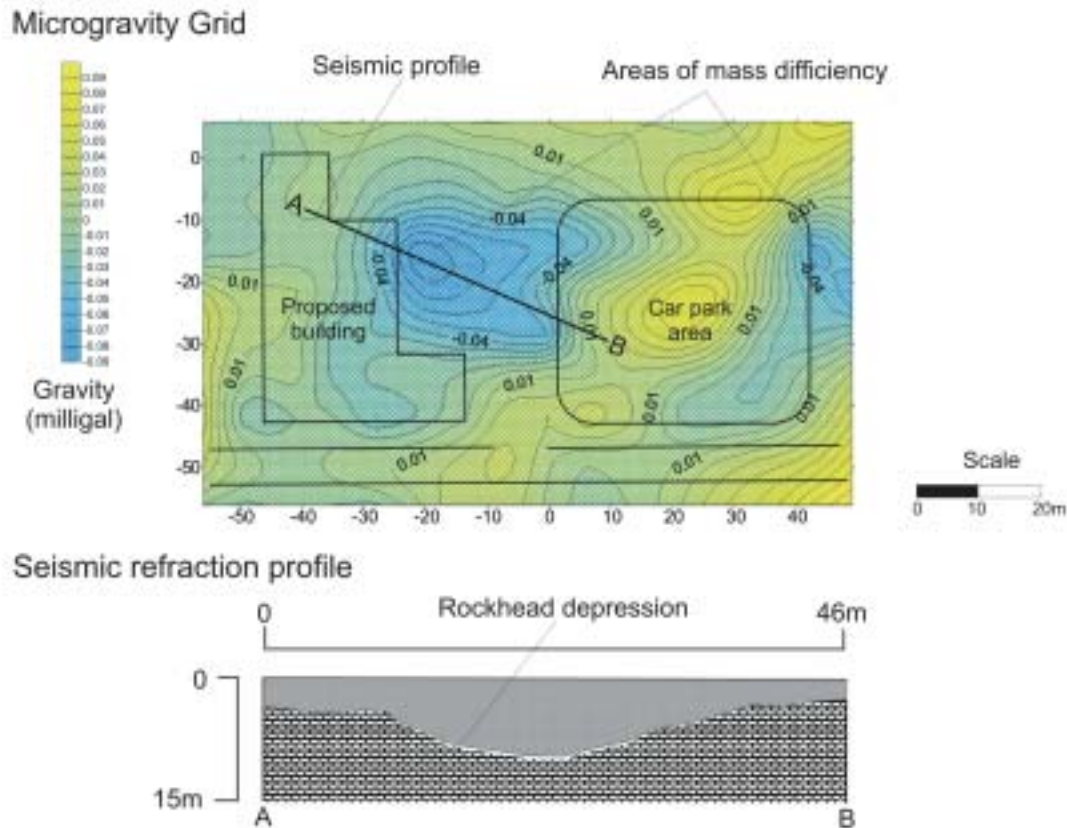 Microgravity Grid
Seismic profile
Areas of mass difficiency
0.09
0.08
0.07
0.06
0.05
0.04
0.03
0.02
0.01
0
-0.01
-0.02
-0.03
-0.04
-0.05
-0.06
-0.07
-0.08
-0.09
Gravity
(milligal)
0
-10
-20
-30
-40
-50
0.01
0.01
0.01
-0.04
A
-0.04
-0.04
-0.04
0.01
Proposed
building
Car park
area
0.01
B
-0.04
0.01
0.01
0.01
0.01
0.01
0.01
-50
-40
-30
-20
-10
0
10
20
30
40
Scale
0
10
20m
Seismic refraction profile
0
Rockhead depression
46m
0
15m
A
B